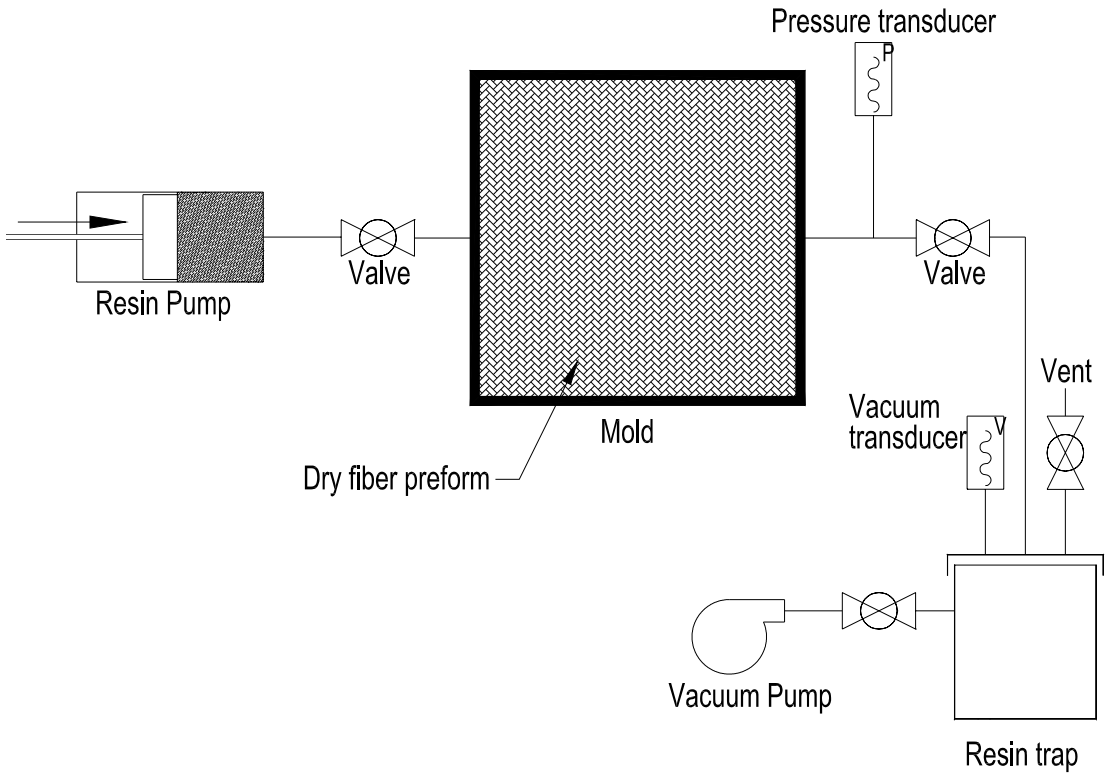 Pressure transducer
P
Resin Pump
Valve
Valve
Mold
Dry fiber preform
Vent
Vacuum
transducer
V
Vacuum Pump
Resin trap